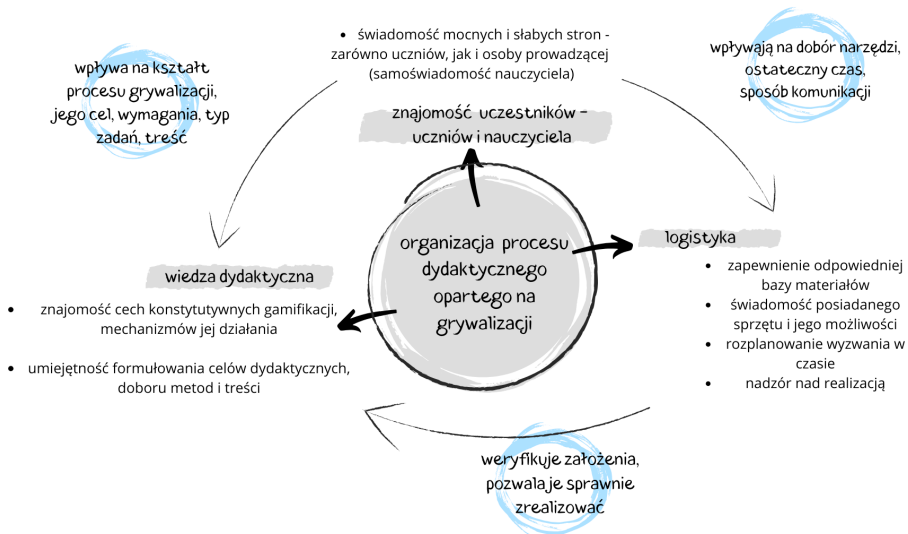 • świadomość mocnych i słabych stron -
zarówno uczniów, jak i osoby prowadzącej
(samoświadomość nauczyciela)
wpływa na kształt
procesu grywalizacji,
jego cel, wymagania, typ
zadań, treść
wpływają na dobór narzędzi,
ostateczny czas,
sposób komunikacji
znajomość uczestników -
uczniów i nauczyciela
organizacja procesu
dydaktycznego
opartego na
grywalizacji
wiedza dydaktyczna
• znajomość cech konstytutywnych gamifikacji,
mechanizmów jej działania
• umiejętność formułowania celów dydaktycznych,
doboru metod i treści
logistyka
• zapewnienie odpowiedniej
bazy materiałów
• świadomość posiadanego
sprzętu i jego możliwości
• rozplanowanie wyzwania w
czasie
• nadzór nad realizacją
weryfikuje założenia,
pozwala je sprawnie
zrealizować